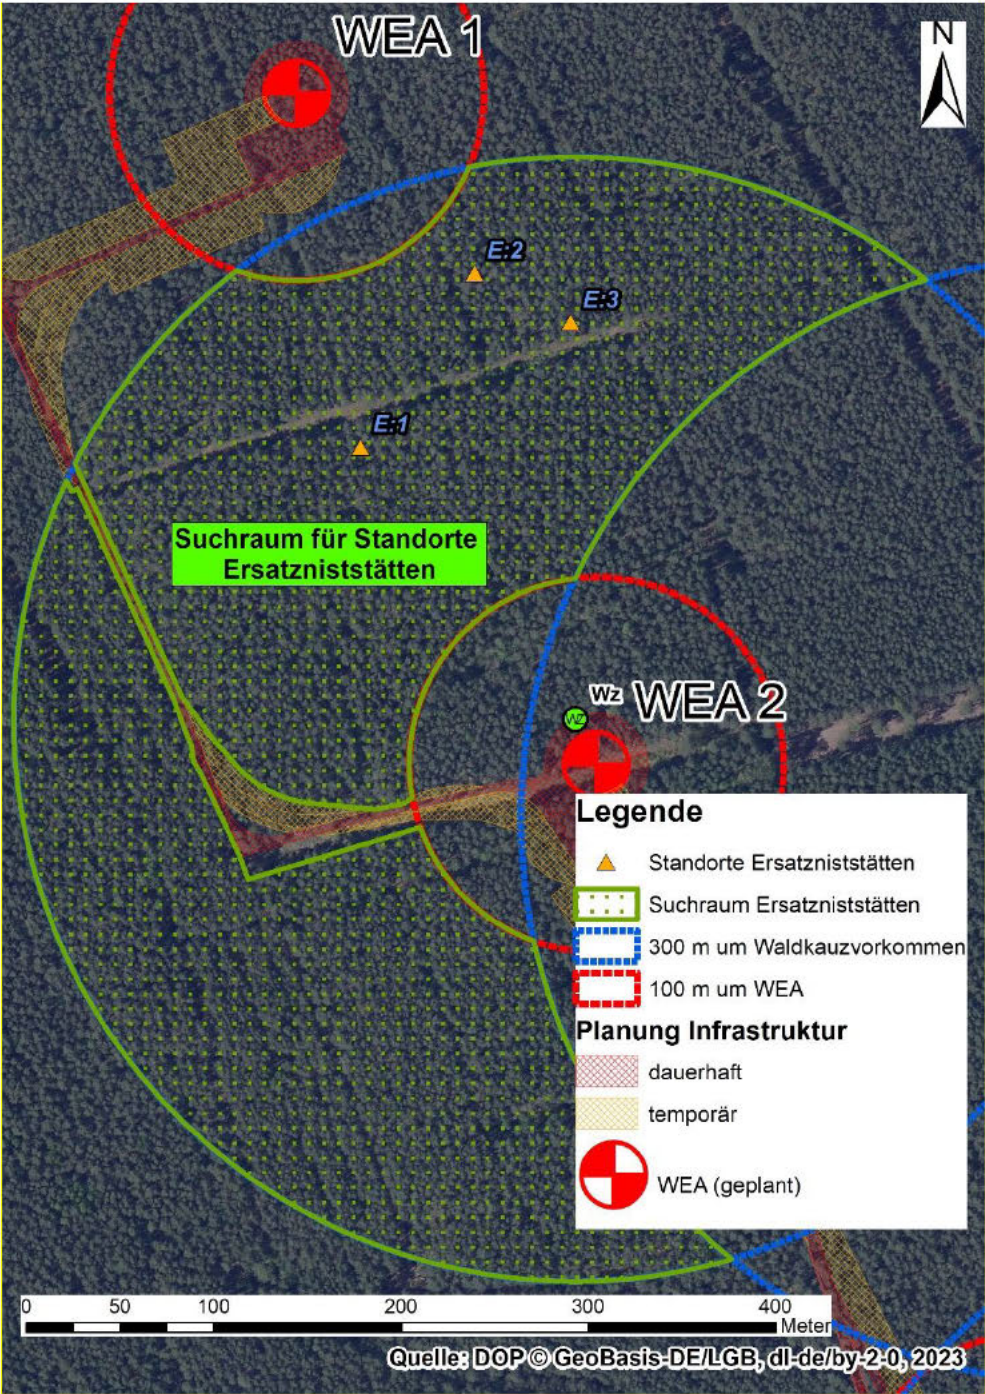 WEA 1
N
E:2
E:3
E:1
Suchraum für Standorte
Ersatzniststätten
Wz
WZ
WEA 2
Legende
Standorte Ersatzniststätten
Suchraum Ersatzniststätten
300 m um Waldkauzvorkommen
100 m um WEA
Planung Infrastruktur
dauerhaft
temporär
WEA (geplant)
0 50 100 200 300 400
Meter
Quelle: DOP © GeoBasis-DE/LGB, dl-de/by-2-0, 2023